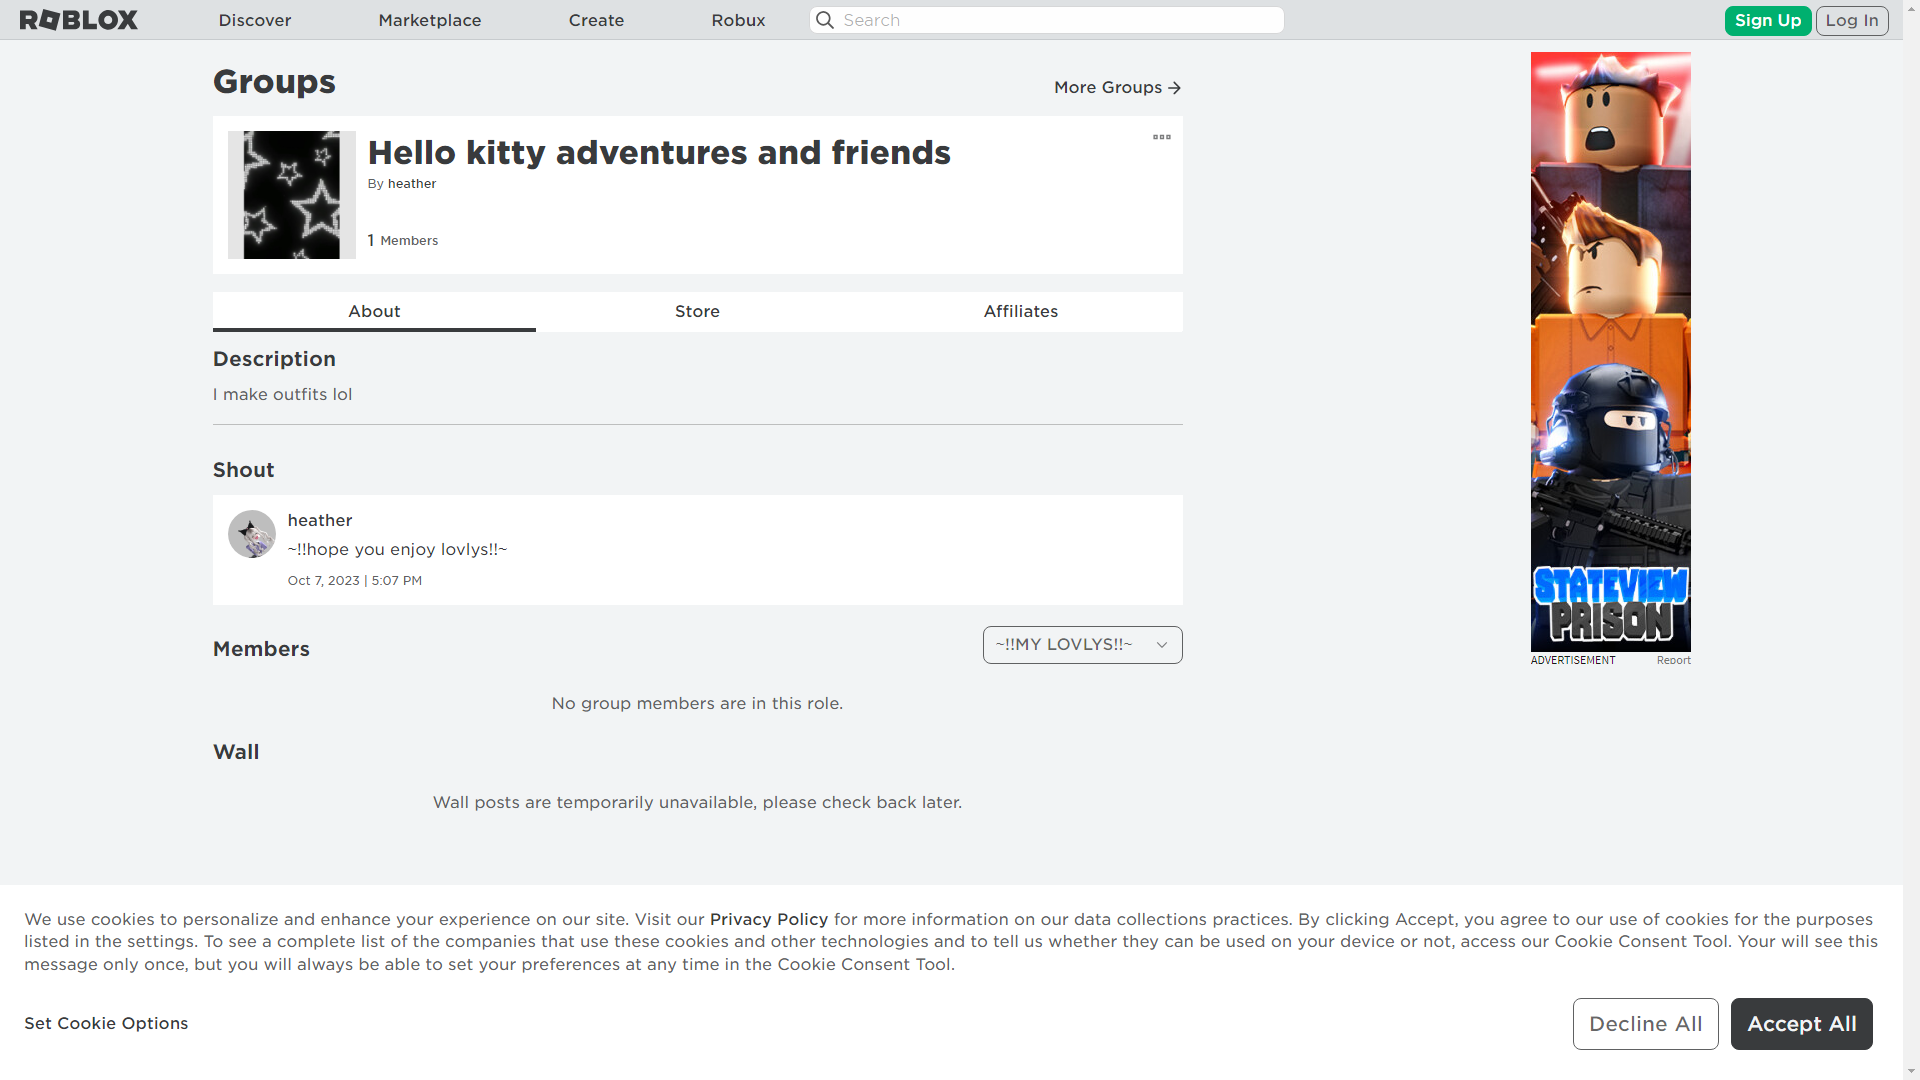 ROBLOX Discover Marketplace Create Robux Search Sign Up Log In
Groups
More Groups
Hello kitty adventures and friends
By heather
1 Members
About Store Affiliates
Description
I make outfits lol
Shout
heather
~!!hope you enjoy lovlys!!~
Oct 7, 2023 | 5:07 PM
Members
~!!MY LOVLYS!!~
No group members are in this role.
Wall
Wall posts are temporarily unavailable, please check back later.
STATEVIEW
PRISON
ADVERTISEMENT Report
We use cookies to personalize and enhance your experience on our site. Visit our Privacy Policy for more information on our data collections practices. By clicking Accept, you agree to our use of cookies for the purposes
listed in the settings. To see a complete list of the companies that use these cookies and other technologies and to tell us whether they can be used on your device or not, access our Cookie Consent Tool. Your will see this
message only once, but you will always be able to set your preferences at any time in the Cookie Consent Tool.
Set Cookie Options
Decline All
Accept All